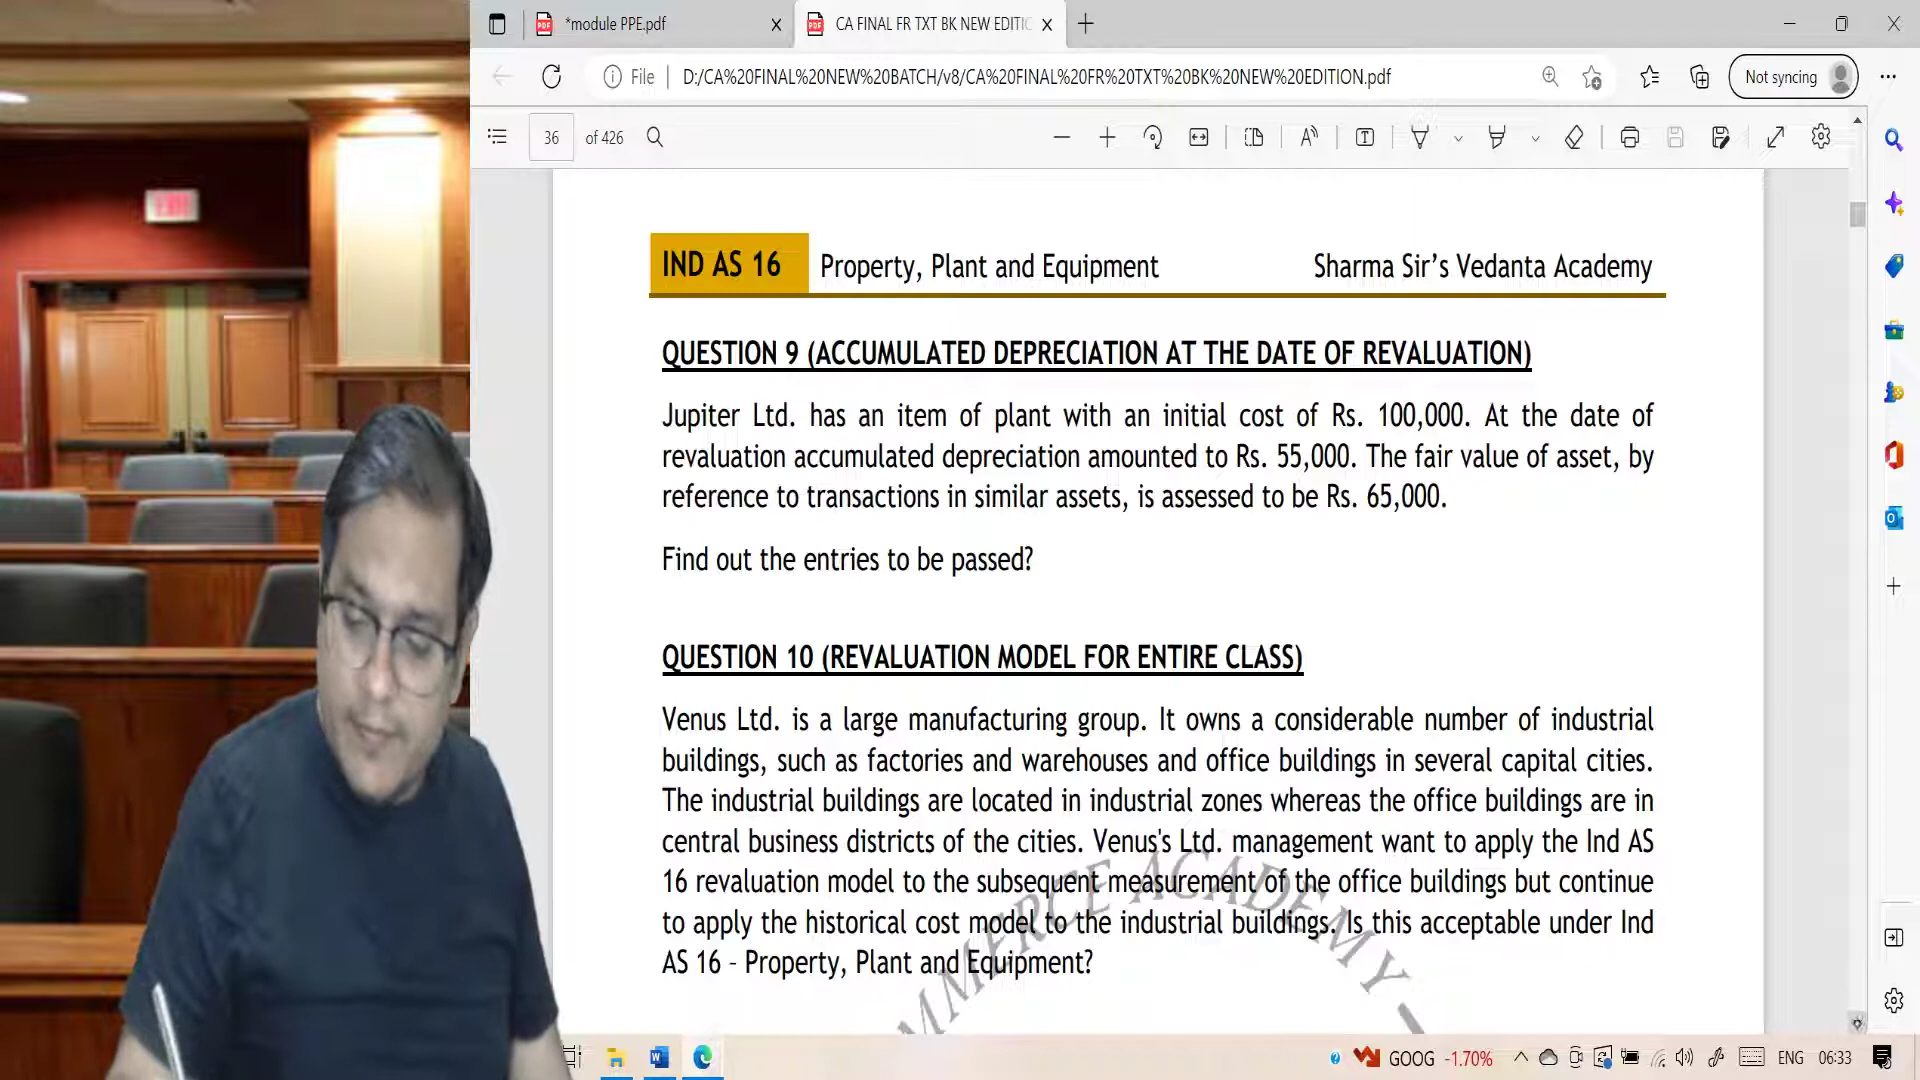 *module PPE.pdf
CA FINAL FR TXT BK NEW EDITIO
File
D:/CA%20FINAL%20NEW%20BATCH/v8/CA%20FINAL%20FR%20TXT%20BK%20NEW%20EDITION.pdf
Not syncing
36 of 426
IND AS 16 Property, Plant and Equipment Sharma Sir's Vedanta Academy
QUESTION 9 (ACCUMULATED DEPRECIATION AT THE DATE OF REVALUATION)
Jupiter Ltd. has an item of plant with an initial cost of Rs. 100,000. At the date of
revaluation accumulated depreciation amounted to Rs. 55,000. The fair value of asset, by
reference to transactions in similar assets, is assessed to be Rs. 65,000.
Find out the entries to be passed?
QUESTION 10 (REVALUATION MODEL FOR ENTIRE CLASS)
Venus Ltd. is a large manufacturing group. It owns a considerable number of industrial
buildings, such as factories and warehouses and office buildings in several capital cities.
The industrial buildings are located in industrial zones whereas the office buildings are in
central business districts of the cities. Venus's Ltd. management want to apply the Ind AS
16 revaluation model to the subsequent measurement of the office buildings but continue
to apply the historical cost model to the industrial buildings. Is this acceptable under Ind
AS 16 – Property, Plant and Equipment?
MMERCE ACADEMY -
EXIT
GOOG -1.70%
ENG
06:33